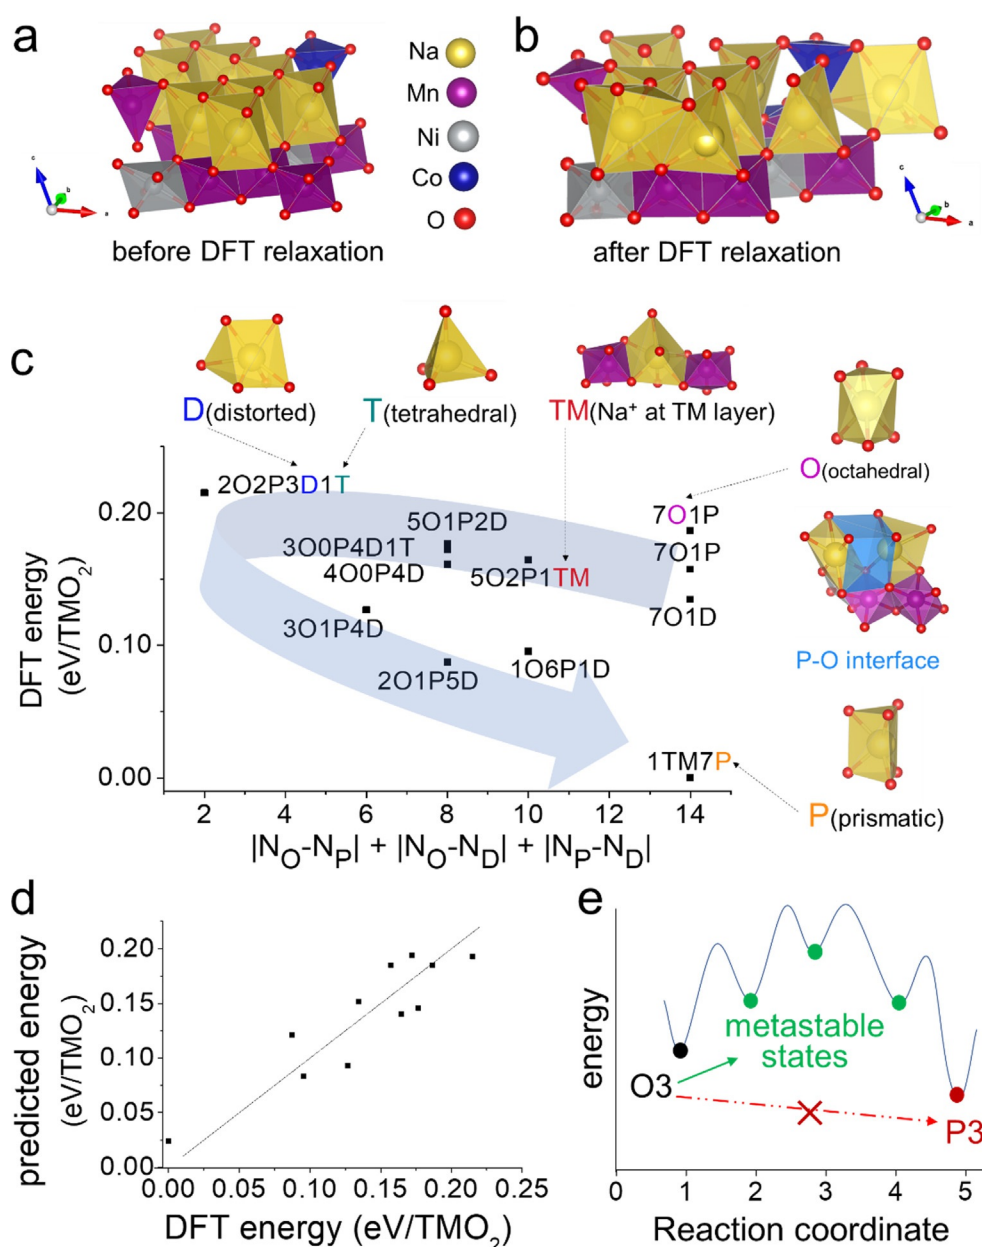 a
b
Na
Mn
Ni
Co
O
c
b
a
c
b
a
before DFT relaxation
after DFT relaxation
c
D(distorted)
T(tetrahedral)
TM(Na⁺ at TM layer)
O(octahedral)
P-O interface
P(prismatic)
DFT energy
(eV/TMO₂)
0.20
0.10
0.00
2O2P3D1T
5O1P2D
3O0P4D1T
4O0P4D
5O2P1TM
7O1P
7O1P
7O1D
3O1P4D
2O1P5D
1O6P1D
1TM7P
2 4 6 8 10 12 14
|N_O-N_P| + |N_O-N_D| + |N_P-N_D|
d
predicted energy
(eV/TMO₂)
0.20
0.15
0.10
0.05
0.00
0.00 0.05 0.10 0.15 0.20 0.25
DFT energy (eV/TMO₂)
e
energy
metastable
states
O3
P3
0 1 2 3 4 5
Reaction coordinate